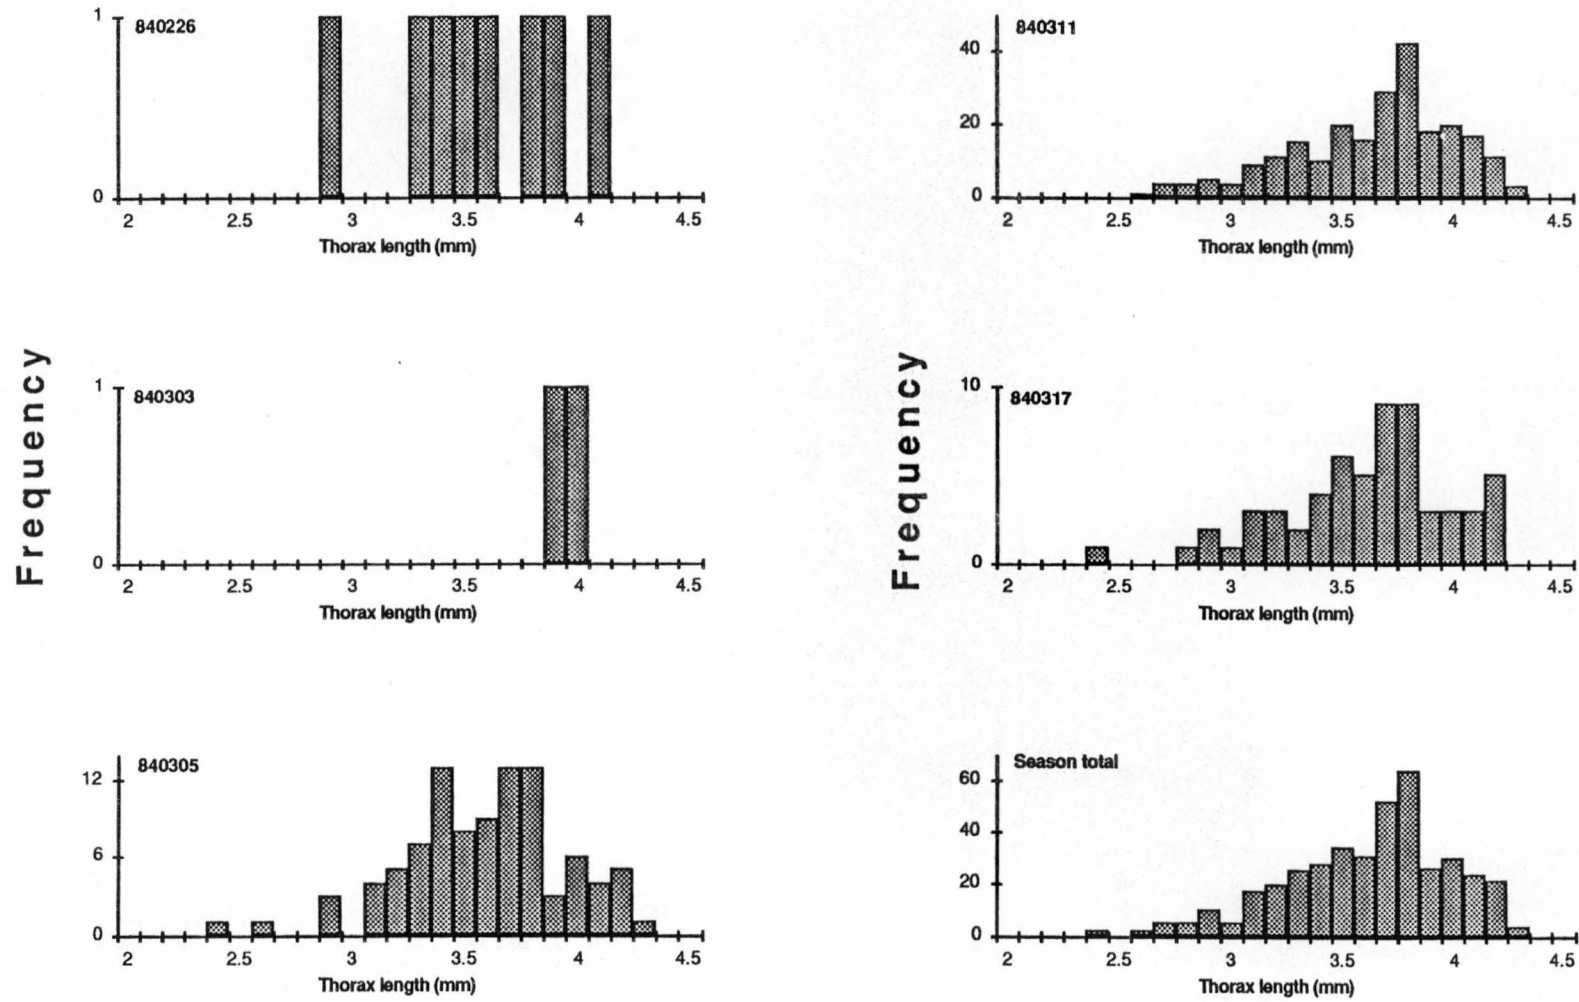 Frequency
1
840226
0
2 2.5 3 3.5 4 4.5
Thorax length (mm)
1
840303
0
2 2.5 3 3.5 4 4.5
Thorax length (mm)
840305
12
6
0
2 2.5 3 3.5 4 4.5
Thorax length (mm)
Frequency
840311
40
20
0
2 2.5 3 3.5 4 4.5
Thorax length (mm)
10
840317
0
2 2.5 3 3.5 4 4.5
Thorax length (mm)
Season total
60
40
20
0
2 2.5 3 3.5 4 4.5
Thorax length (mm)